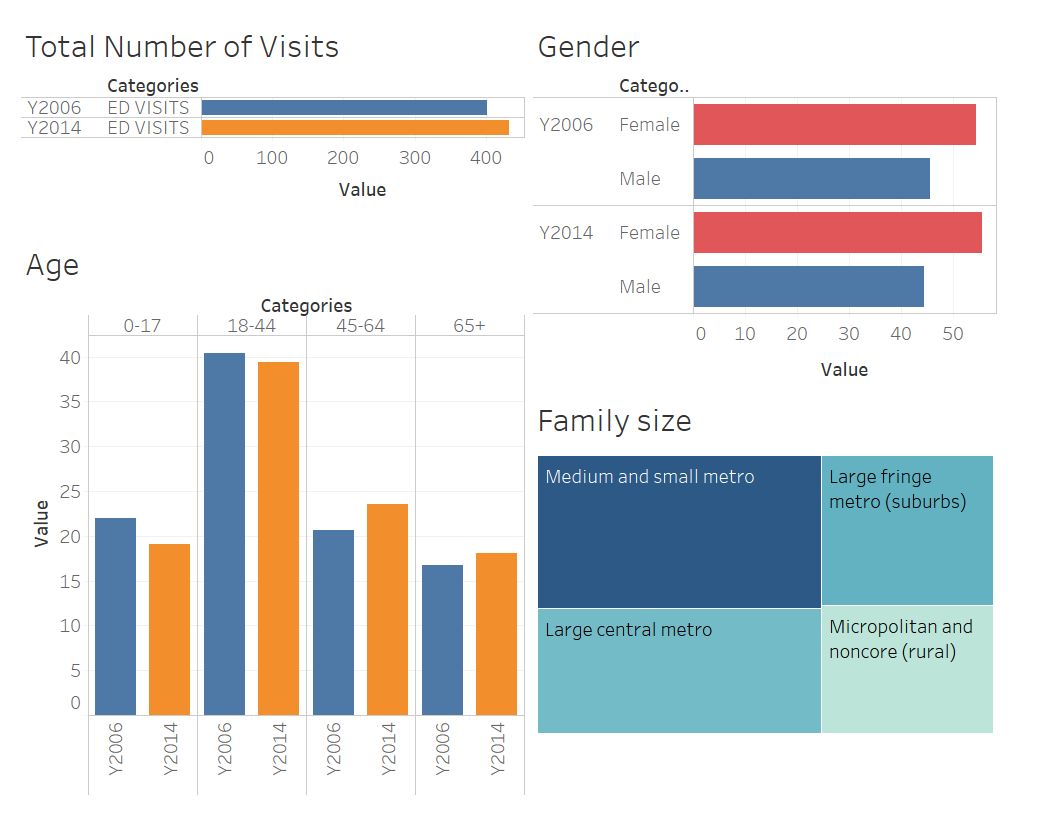 Total Number of Visits
Categories
Y2006 ED VISITS
Y2014 ED VISITS
0 100 200 300 400
Value
Gender
Catego..
Y2006 Female
Male
Y2014 Female
Male
0 10 20 30 40 50
Value
Age
Categories
0-17 18-44 45-64 65+
40
35
30
25
20
15
10
5
0
Value
Y2006 Y2014 Y2006 Y2014 Y2006 Y2014 Y2006 Y2014
Family size
Medium and small metro
Large fringe
metro (suburbs)
Large central metro
Micropolitan and
noncore (rural)